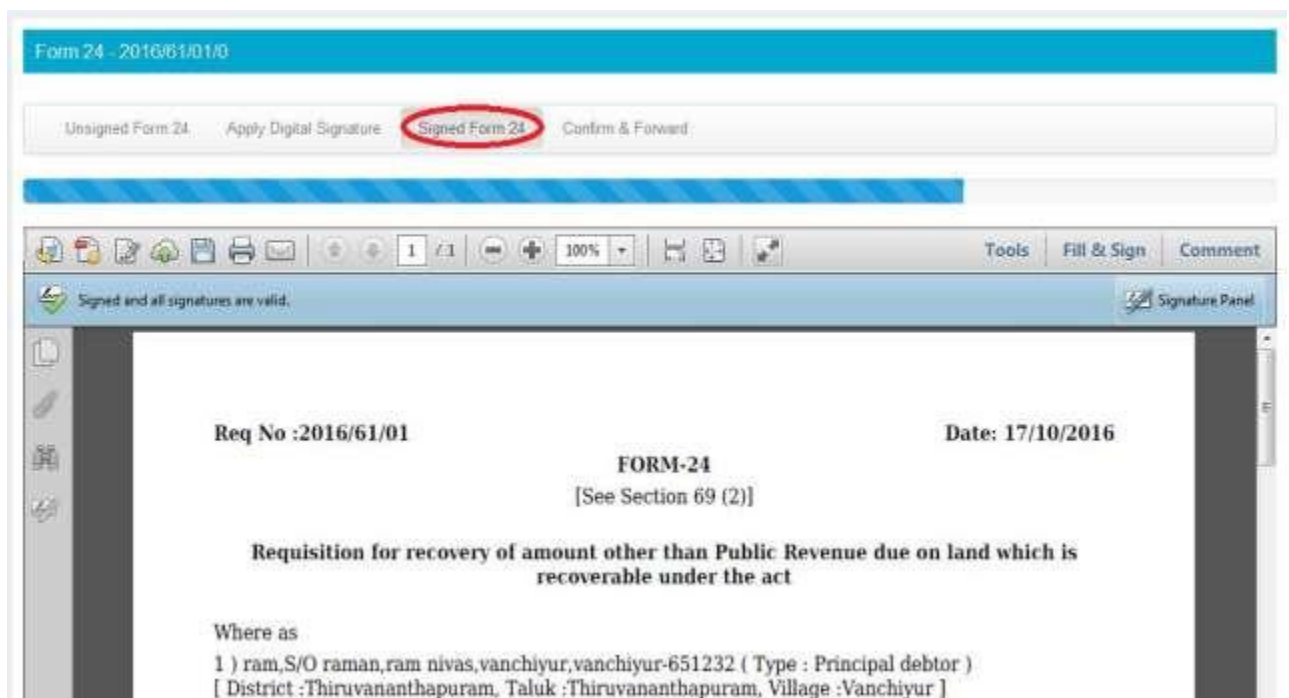 Form 24 - 2016/61/01/0
Unsigned Form 24 Apply Digital Signature Signed Form 24 Confirm & Forward
1 / 1 100% Tools Fill & Sign Comment
Signed and all signatures are valid. Signature Panel
Req No :2016/61/01 Date: 17/10/2016
FORM-24
[See Section 69 (2)]
Requisition for recovery of amount other than Public Revenue due on land which is
recoverable under the act
Where as
1 ) ram,S/O raman,ram nivas,vanchiyur,vanchiyur-651232 ( Type : Principal debtor )
[ District :Thiruvananthapuram, Taluk :Thiruvananthapuram, Village :Vanchiyur ]